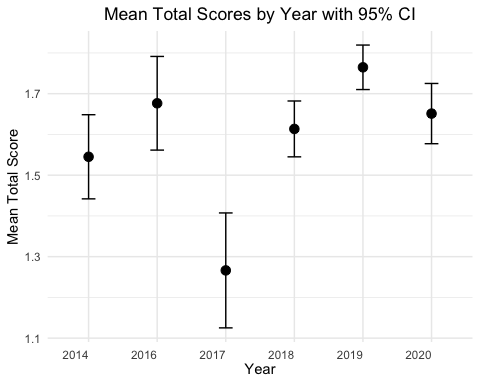 Mean Total Scores by Year with 95% CI
Mean Total Score
1.7
1.5
1.3
1.1
2014 2016 2017 2018 2019 2020
Year